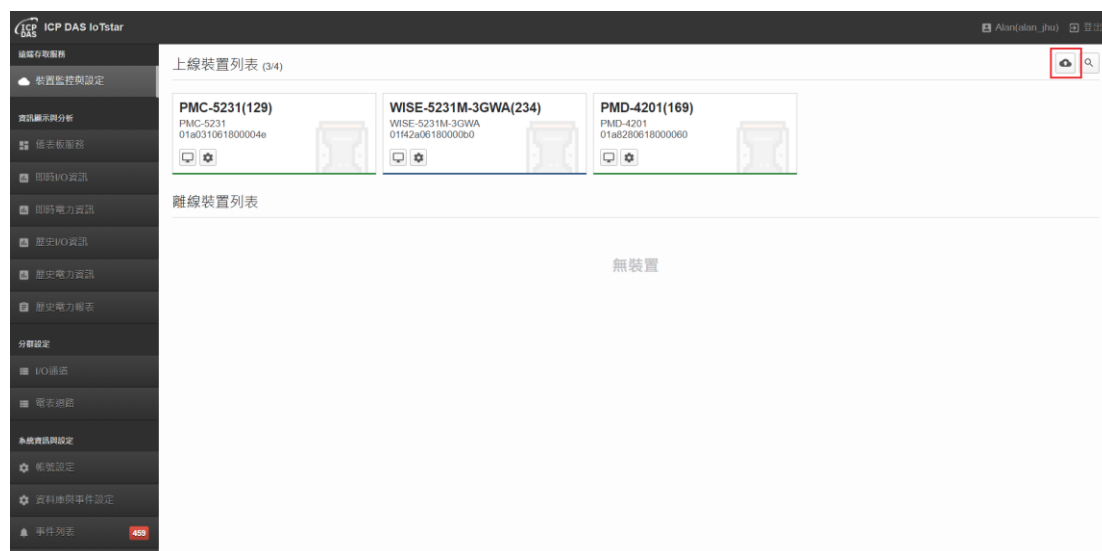 ICP DAS
ICP DAS IoTstar
Alan(alan_jhu) 登出
遠端存取服務
裝置監控與設定
資訊顯示與分析
儀表板服務
即時I/O資訊
即時電力資訊
歷史I/O資訊
歷史電力資訊
歷史電力報表
分群設定
I/O通道
電表迴路
系統資訊與設定
帳號設定
資料庫與事件設定
事件列表 459
上線裝置列表 (3/4)
PMC-5231(129)
PMC-5231
01a031061800004e
WISE-5231M-3GWA(234)
WISE-5231M-3GWA
01f42a06180000b0
PMD-4201(169)
PMD-4201
01a8280618000060
離線裝置列表
無裝置